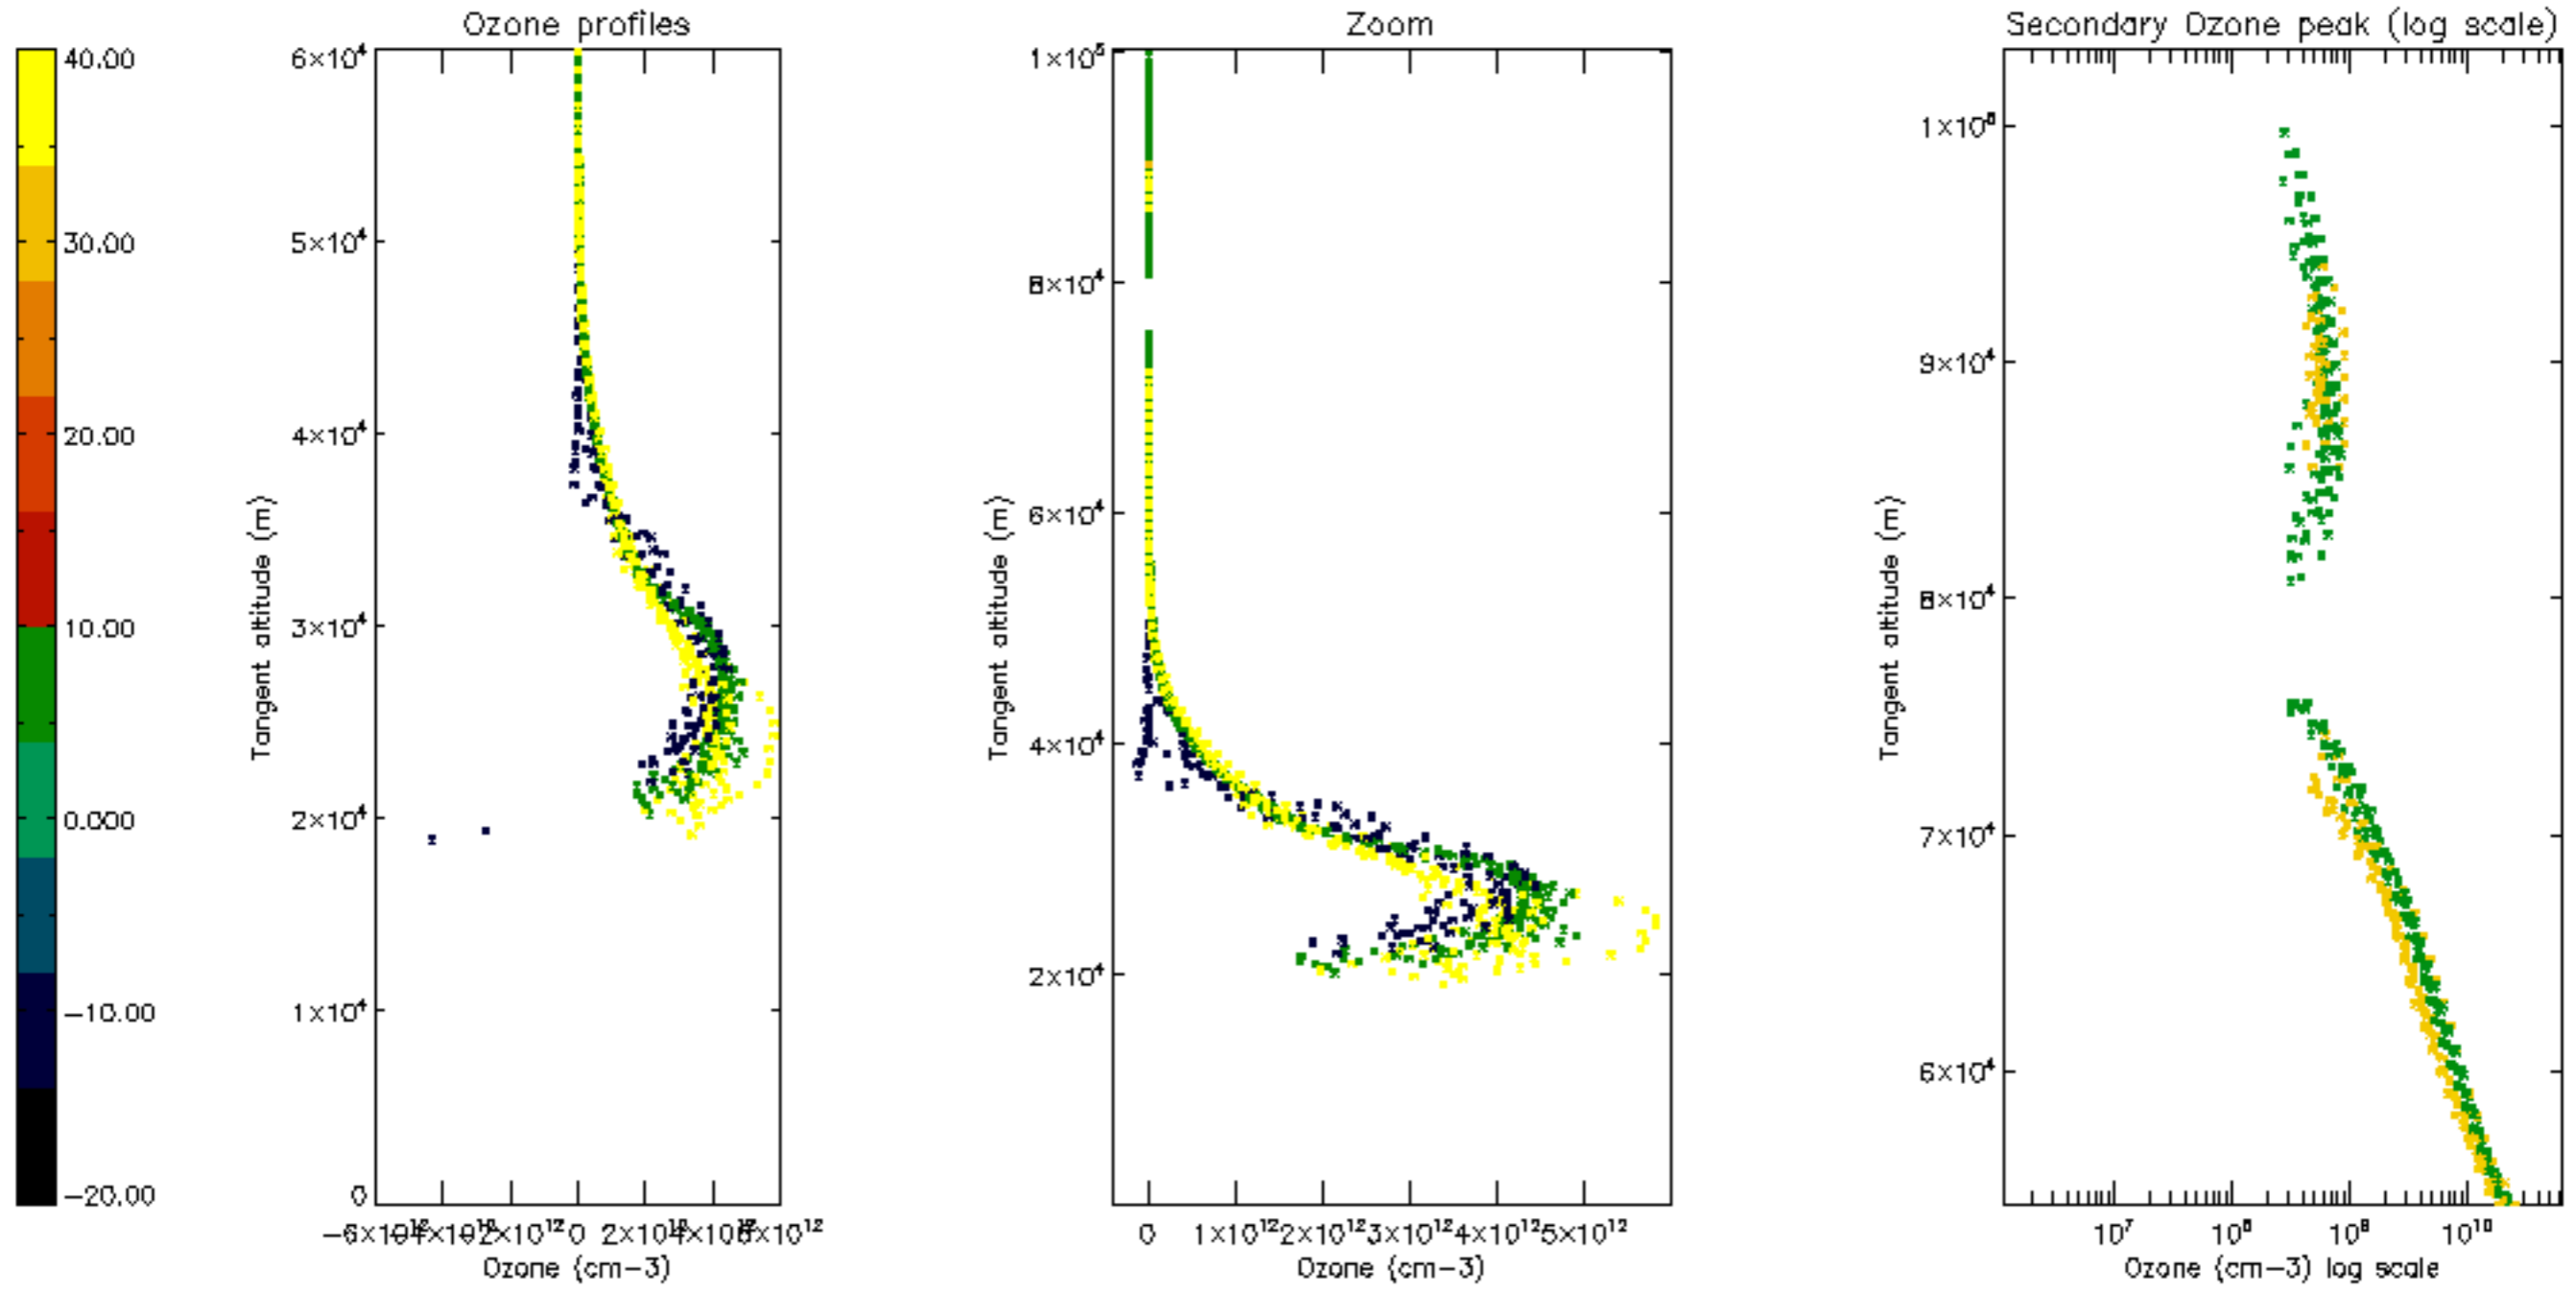 Ozone profiles
Zoom
Secondary Ozone peak (log scale)
40.00
30.00
20.00
10.00
0.000
-10.00
-20.00
6×10⁴
5×10⁴
4×10⁴
3×10⁴
2×10⁴
1×10⁴
0
Tangent altitude (m)
0
Ozone (cm-3)
1×10⁵
8×10⁴
6×10⁴
4×10⁴
2×10⁴
Tangent altitude (m)
0 1×10¹² 2×10¹² 3×10¹² 4×10¹² 5×10¹²
Ozone (cm-3)
9×10⁴
8×10⁴
7×10⁴
6×10⁴
Tangent altitude (m)
10⁷ 10⁸ 10⁹ 10¹⁰
Ozone (cm-3) log scale